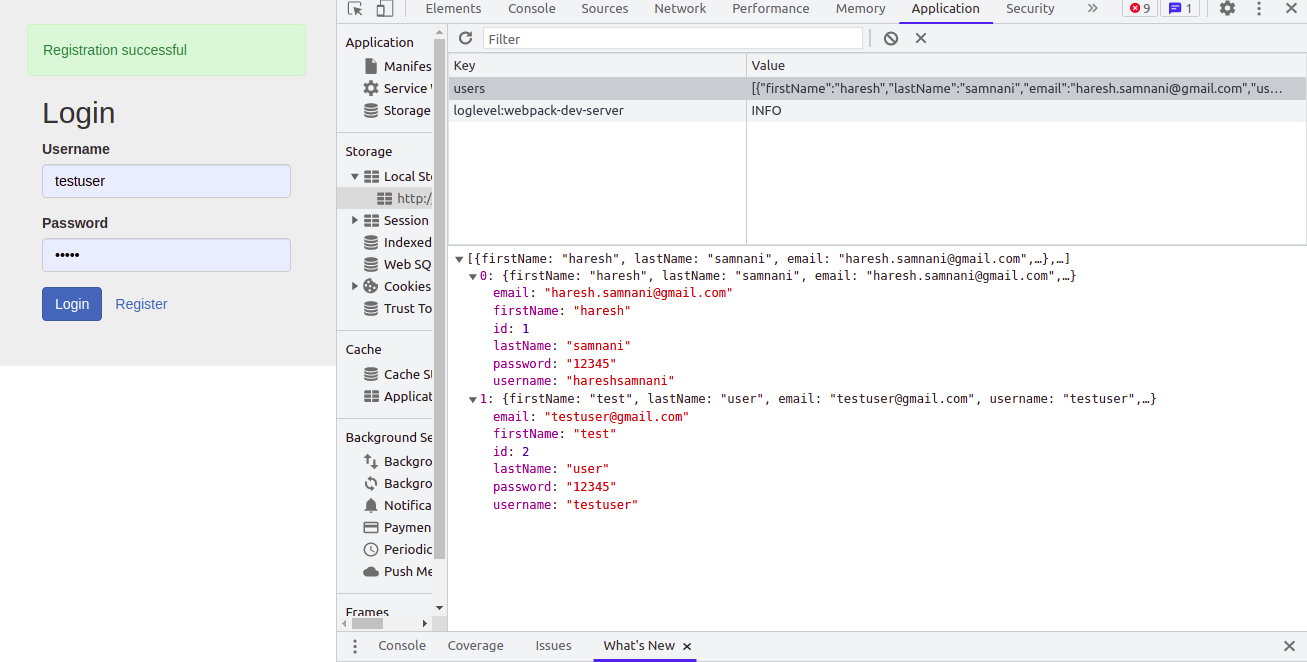 Registration successful
Login
Username
testuser
Password
•••••
Login Register
Elements Console Sources Network Performance Memory Application Security » 9 1
Application
Manifes
Service
Storage
Storage
Local Sto
http:/
Session
Indexed
Web SQ
Cookies
Trust To
Cache
Cache St
Applicat
Background Se
Backgro
Backgro
Notifica
Paymen
Periodic
Push Me
Frames
Filter
Key Value
users [{"firstName":"haresh","lastName":"samnani","email":"haresh.samnani@gmail.com","us…
loglevel:webpack-dev-server INFO
[{firstName: "haresh", lastName: "samnani", email: "haresh.samnani@gmail.com",…},…]
0: {firstName: "haresh", lastName: "samnani", email: "haresh.samnani@gmail.com",…}
email: "haresh.samnani@gmail.com"
firstName: "haresh"
id: 1
lastName: "samnani"
password: "12345"
username: "hareshsamnani"
1: {firstName: "test", lastName: "user", email: "testuser@gmail.com", username: "testuser",…}
email: "testuser@gmail.com"
firstName: "test"
id: 2
lastName: "user"
password: "12345"
username: "testuser"
Console Coverage Issues What's New